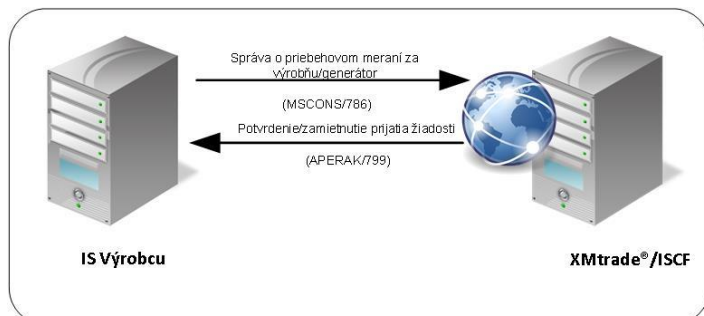 Správa o priebehovom meraní za
výrobňu/generátor
(MSCONS/786)
Potvrdenie/zamietnutie prijatia žiadosti
(APERAK/799)
IS Výrobcu
XMtrade®/ISCF